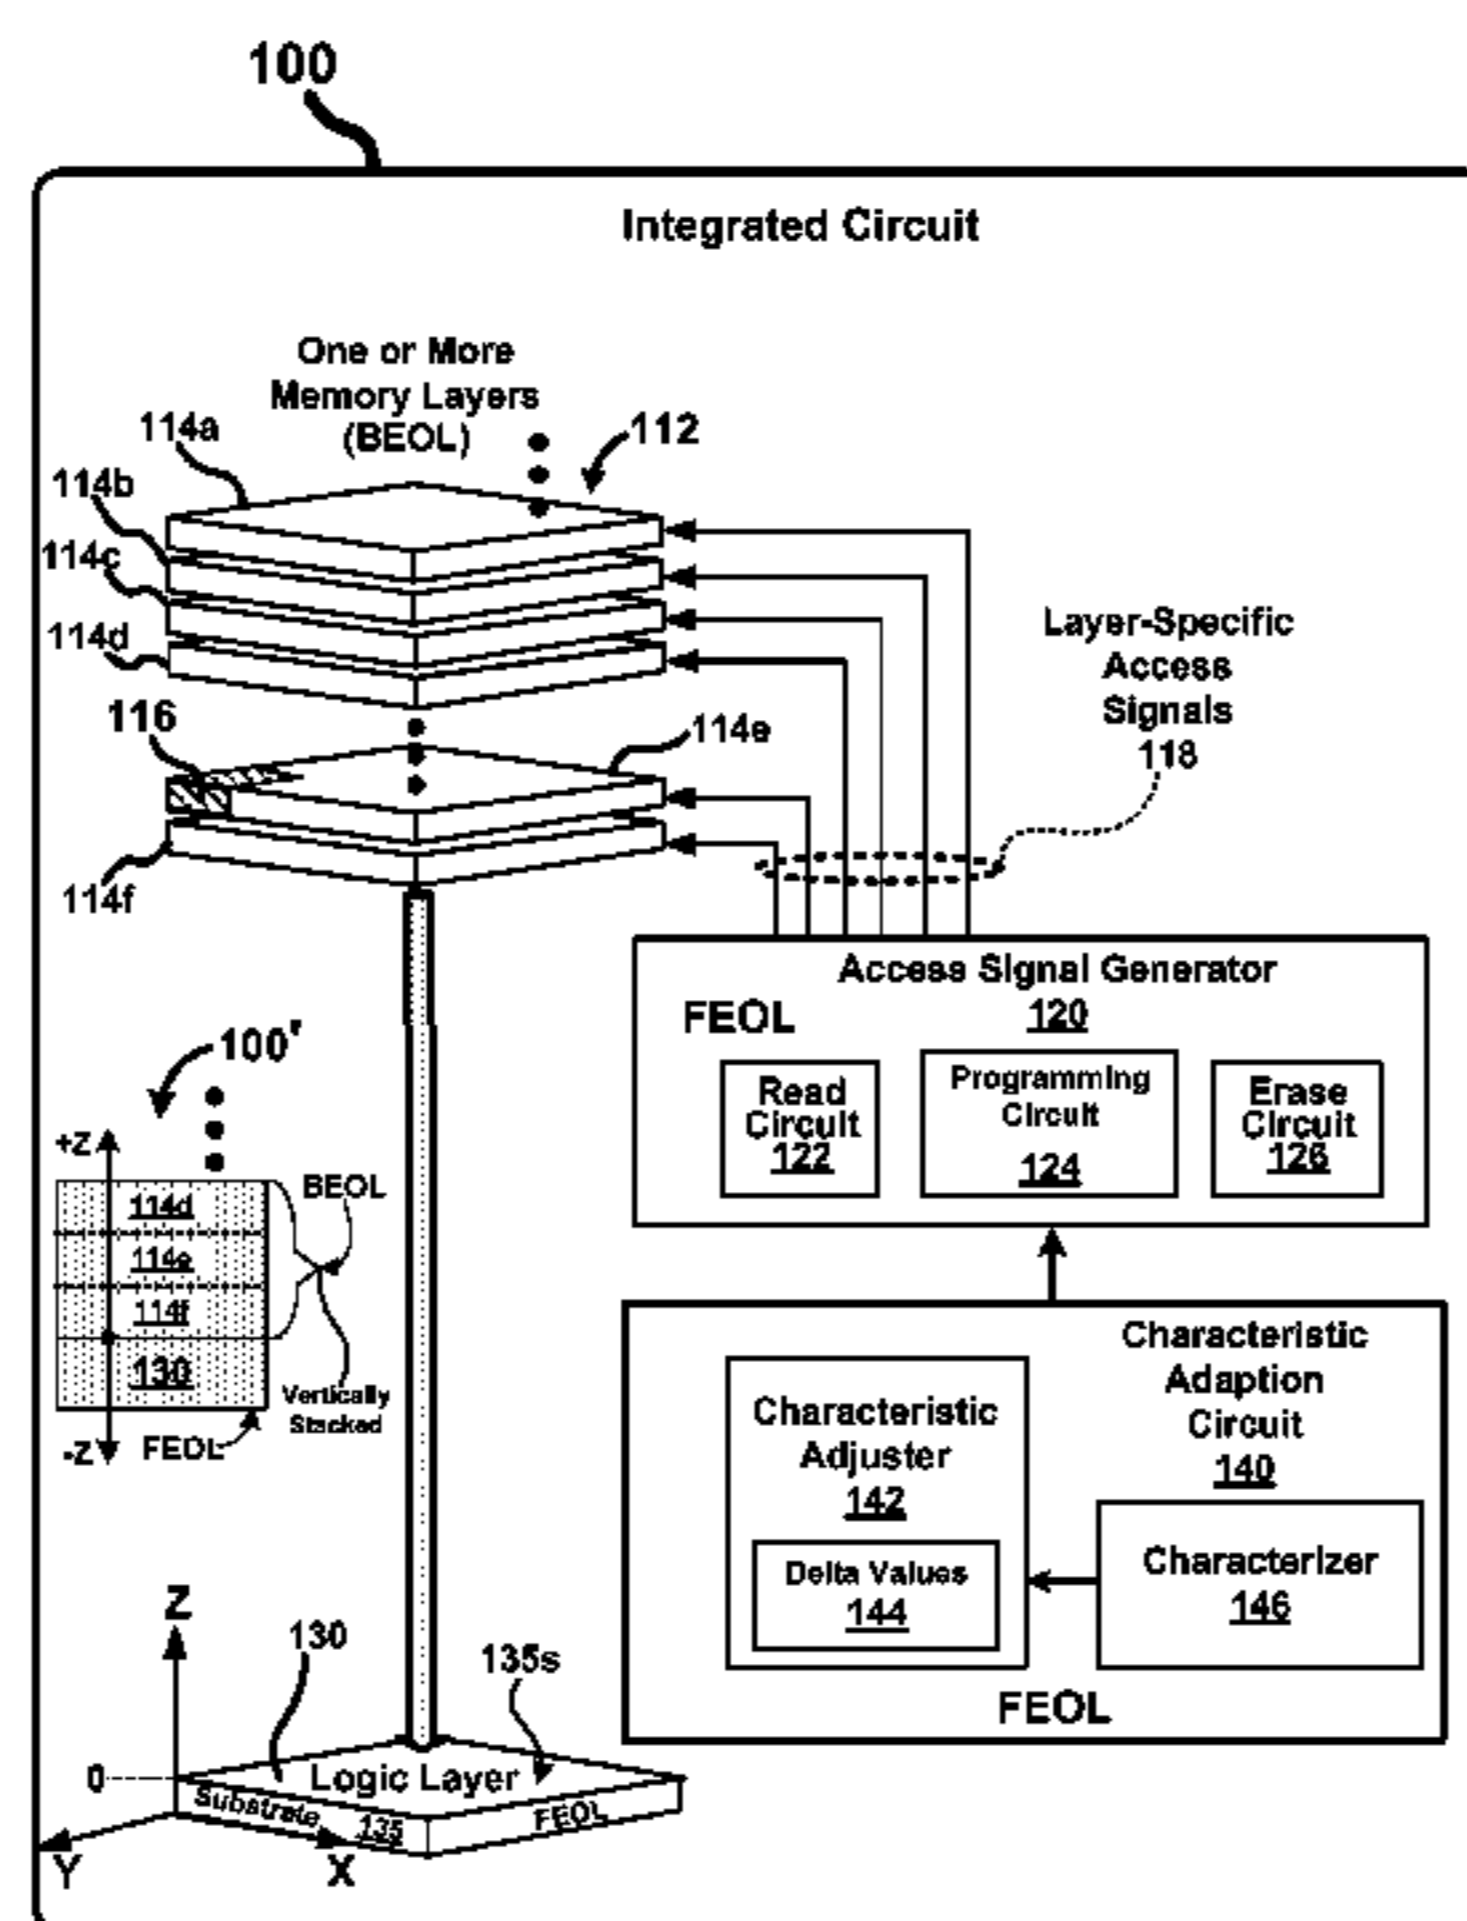 100
Integrated Circuit
One or More
Memory Layers
(BEOL)
112
114a
114b
114c
114d
116
114e
114f
Layer-Specific
Access
Signals
118
Access Signal Generator
120
FEOL
Read
Circuit
122
Programming
Circuit
124
Erase
Circuit
126
100'
+Z
114d
114e
114f
130
-Z
BEOL
Vertically
Stacked
FEOL
Characteristic
Adaption
Circuit
140
Characteristic
Adjuster
142
Delta Values
144
Characterizer
146
FEOL
Z
130
135s
0
Logic Layer
Substrate
135
FEOL
Y
X